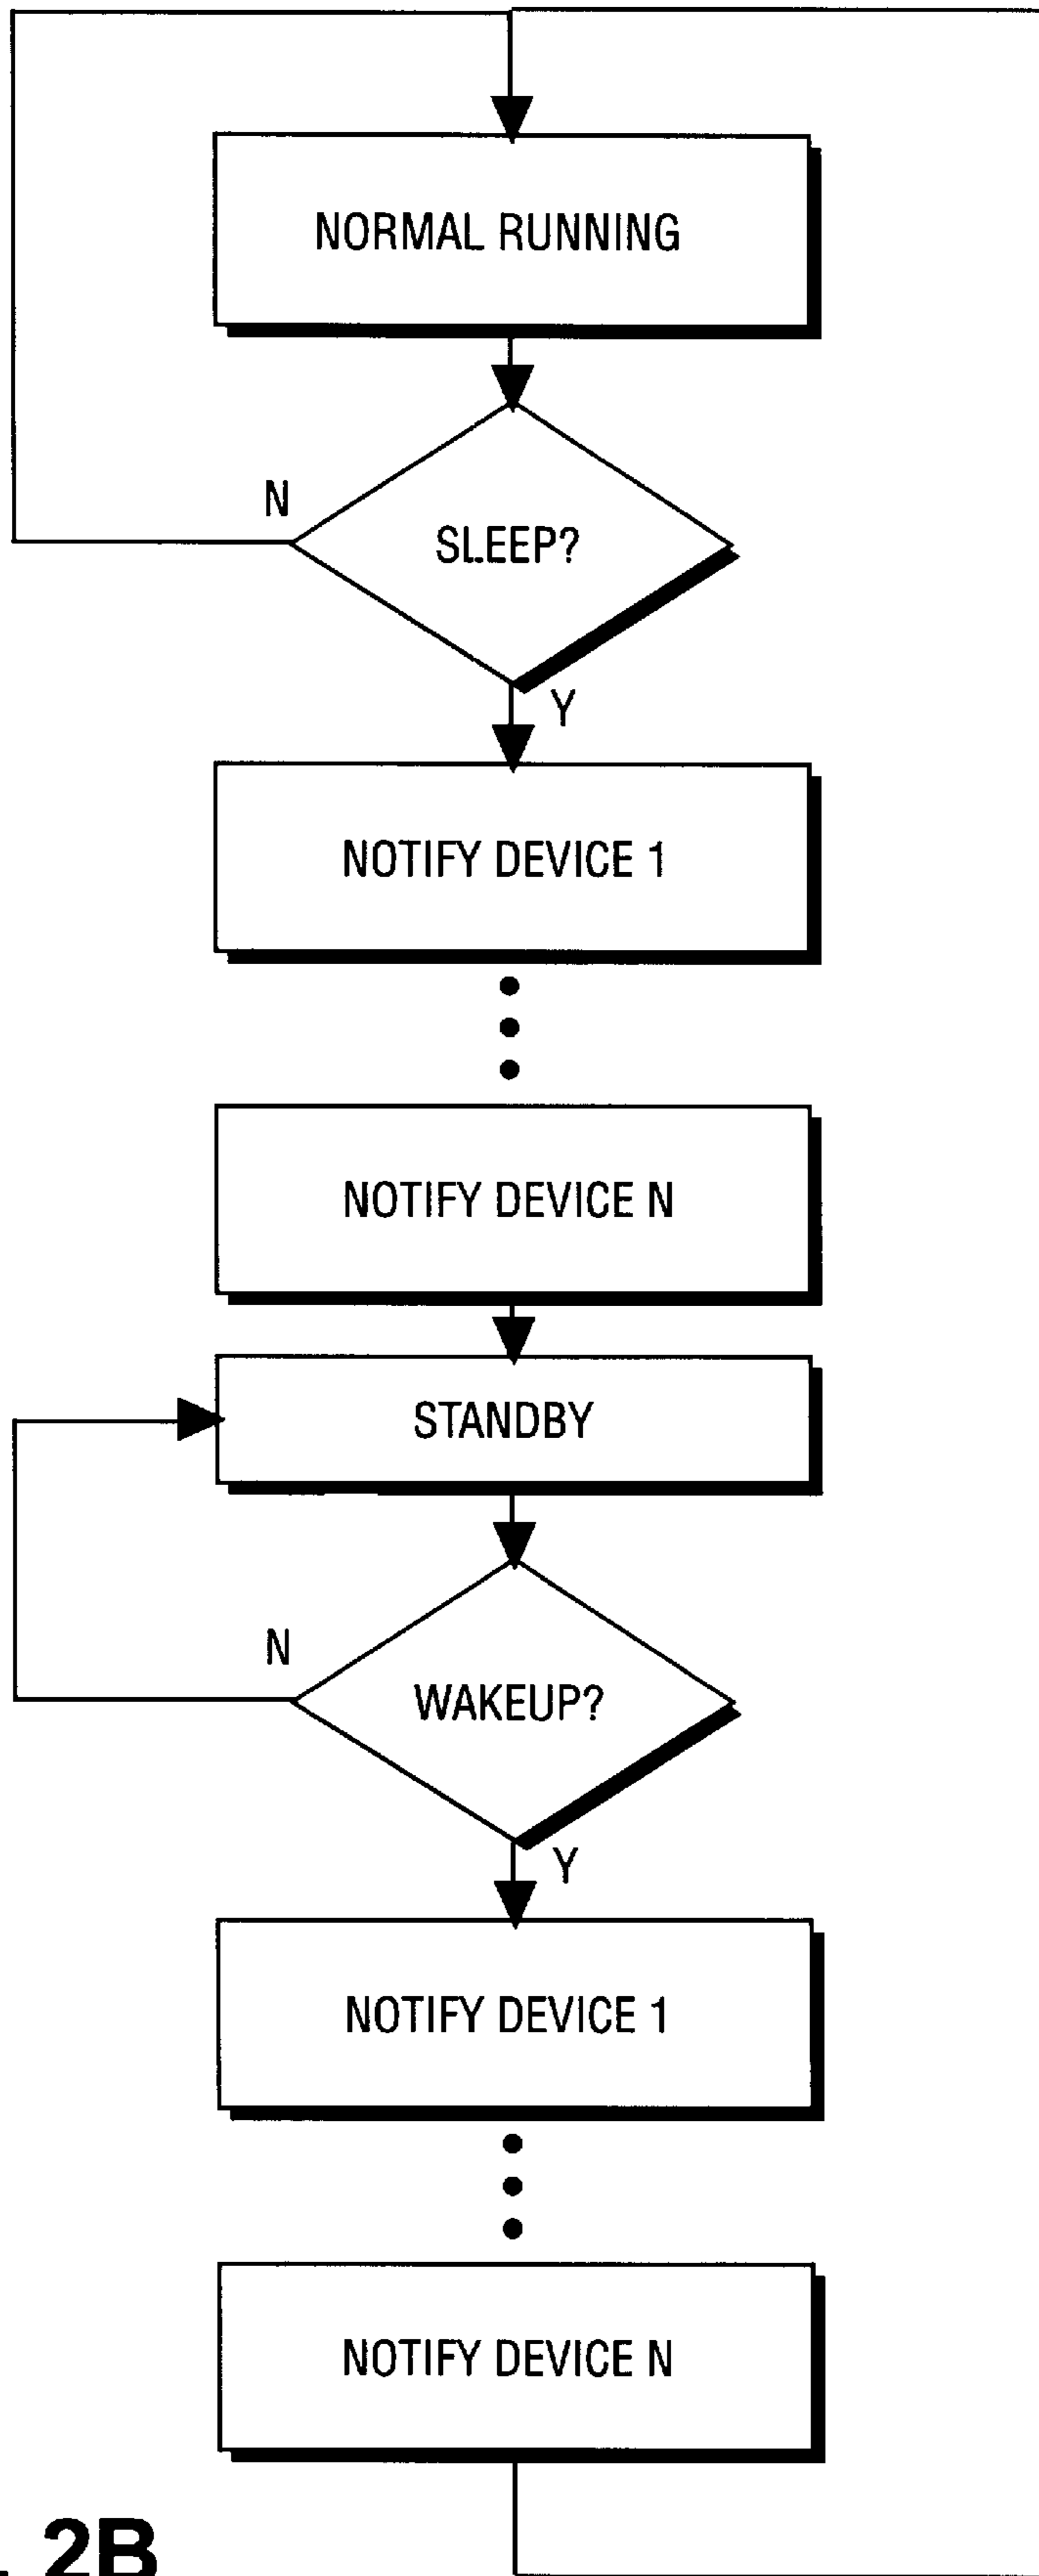 NORMAL RUNNING
N
SLEEP?
Y
NOTIFY DEVICE 1
NOTIFY DEVICE N
STANDBY
N
WAKEUP?
Y
NOTIFY DEVICE 1
NOTIFY DEVICE N
. 2B